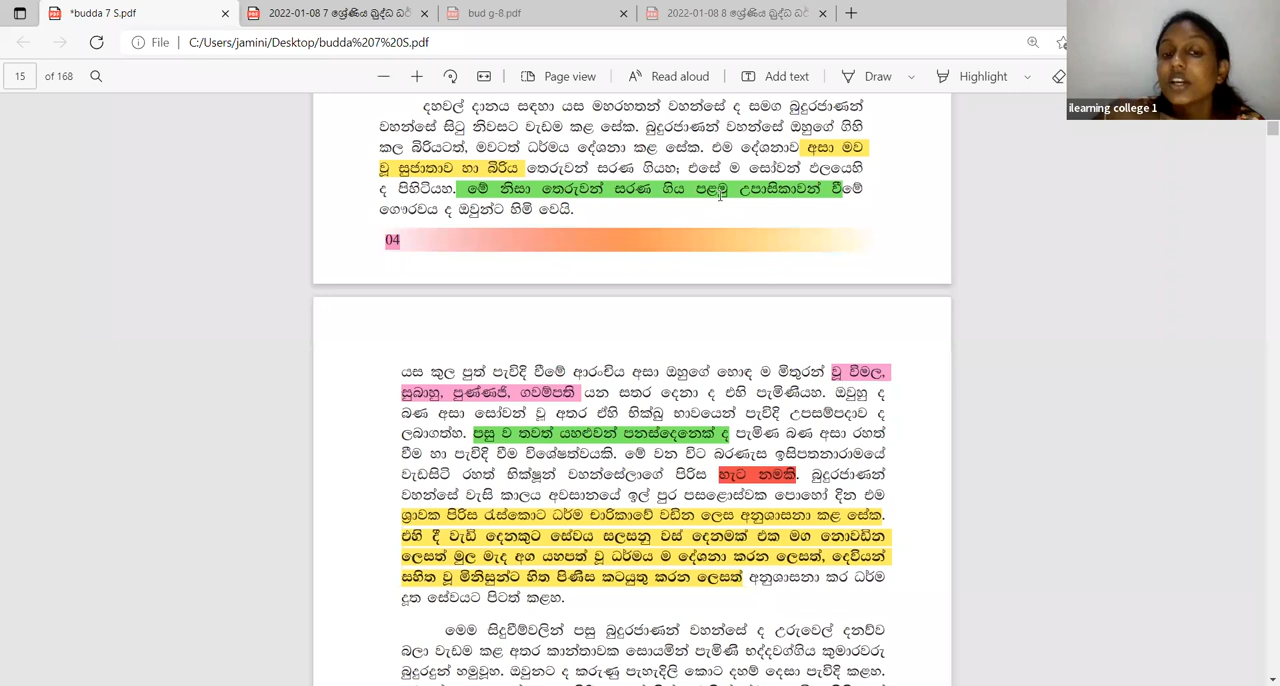 *budda 7 S.pdf
2022-01-08 7 ශ්‍රේණිය බුද්ධ ධර්
bud g-8.pdf
2022-01-08 8 ශ්‍රේණිය බුද්ධ ධර්
File
C:/Users/jamini/Desktop/budda%207%20S.pdf
15 of 168
Page view
Read aloud
Add text
Draw
Highlight
ilearning college 1
දහවල් දානය සඳහා යස මහරහතන් වහන්සේ ද සමග බුදුරජාණන්
වහන්සේ සිටු නිවසට වැඩම කළ සේක. බුදුරජාණන් වහන්සේ ඔහුගේ ගිහි
කල බිරියටත්, මවටත් ධර්මය දේශනා කළ සේක. එම දේශනාව අසා මව
වූ සුජාතාව හා බිරිය තෙරුවන් සරණ ගියහ; එසේ ම සෝවන් ඵලයෙහි
ද පිහිටියහ. මේ නිසා තෙරුවන් සරණ ගිය පළමු උපාසිකාවන් වීමේ
ගෞරවය ද ඔවුන්ට හිමි වෙයි.
04
යස කුල පුත් පැවිදි වීමේ ආරංචිය අසා ඔහුගේ හොඳ ම මිතුරන් වූ විමල,
සුබාහු, පුණ්ණජි, ගවම්පති යන සතර දෙනා ද එහි පැමිණියහ. ඔවුහු ද
බණ අසා සෝවන් වූ අතර ඒහි භික්ඛු භාවයෙන් පැවිදි උපසම්පදාව ද
ලබාගත්හ. පසු ව තවත් යහළුවන් පනස්දෙනෙක් ද පැමිණ බණ අසා රහත්
වීම හා පැවිදි වීම විශේෂත්වයකි. මේ වන විට බරණැස ඉසිපතනාරාමයේ
වැඩසිටි රහත් භික්ෂූන් වහන්සේලාගේ පිරිස හැට නමකි. බුදුරජාණන්
වහන්සේ වැසි කාලය අවසානයේ ඉල් පුර පසළොස්වක පොහෝ දින එම
ශ්‍රාවක පිරිස රැස්කොට ධර්ම චාරිකාවේ වඩින ලෙස අනුශාසනා කළ සේක.
එහි දී වැඩි දෙනකුට සේවය සලසනු වස් දෙනමක් එක මග නොවඩින
ලෙසත් මුල මැද අග යහපත් වූ ධර්මය ම දේශනා කරන ලෙසත්, දෙවියන්
සහිත වූ මිනිසුන්ට හිත පිණිස කටයුතු කරන ලෙසත් අනුශාසනා කර ධර්ම
දූත සේවයට පිටත් කළහ.
මෙම සිදුවීම්වලින් පසු බුදුරජාණන් වහන්සේ ද උරුවෙල් දනව්ව
බලා වැඩම කළ අතර කාන්තාවක සොයමින් පැමිණි භද්දවග්ගිය කුමාරවරු
බුදුරදුන් හමුවූහ. ඔවුනට ද කරුණු පැහැදිලි කොට දහම් දෙසා පැවිදි කළහ.